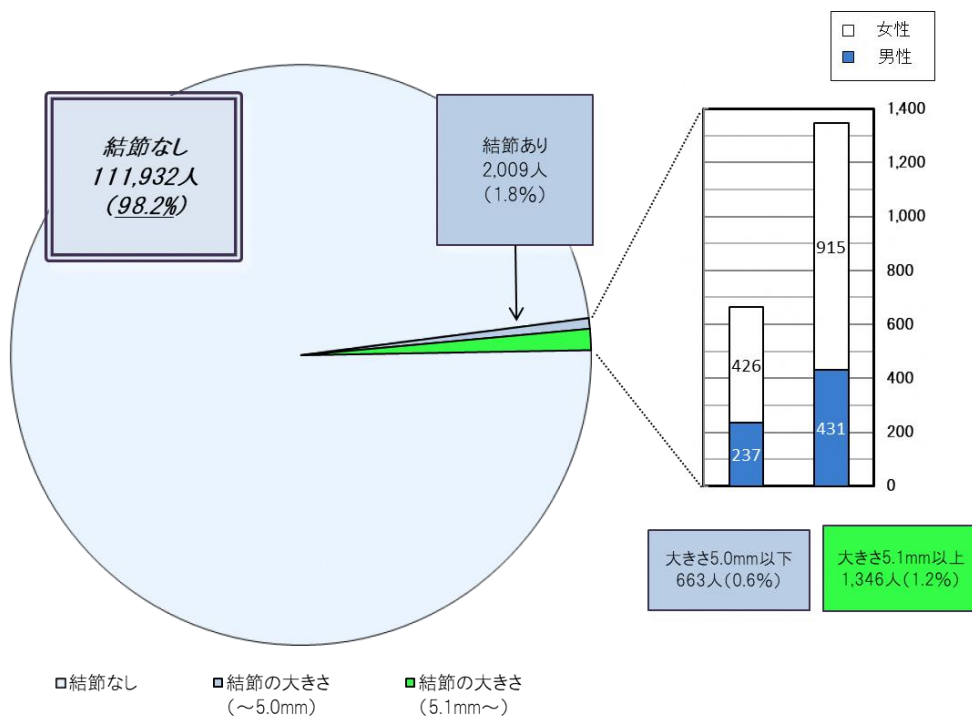 女性
男性
結節なし
111,932人
(98.2%)
結節あり
2,009人
(1.8%)
1,400
1,200
1,000
800
600
400
200
0
915
426
431
237
大きさ5.0mm以下
663人(0.6%)
大きさ5.1mm以上
1,346人(1.2%)
結節なし
結節の大きさ
(～5.0mm)
結節の大きさ
(5.1mm～)